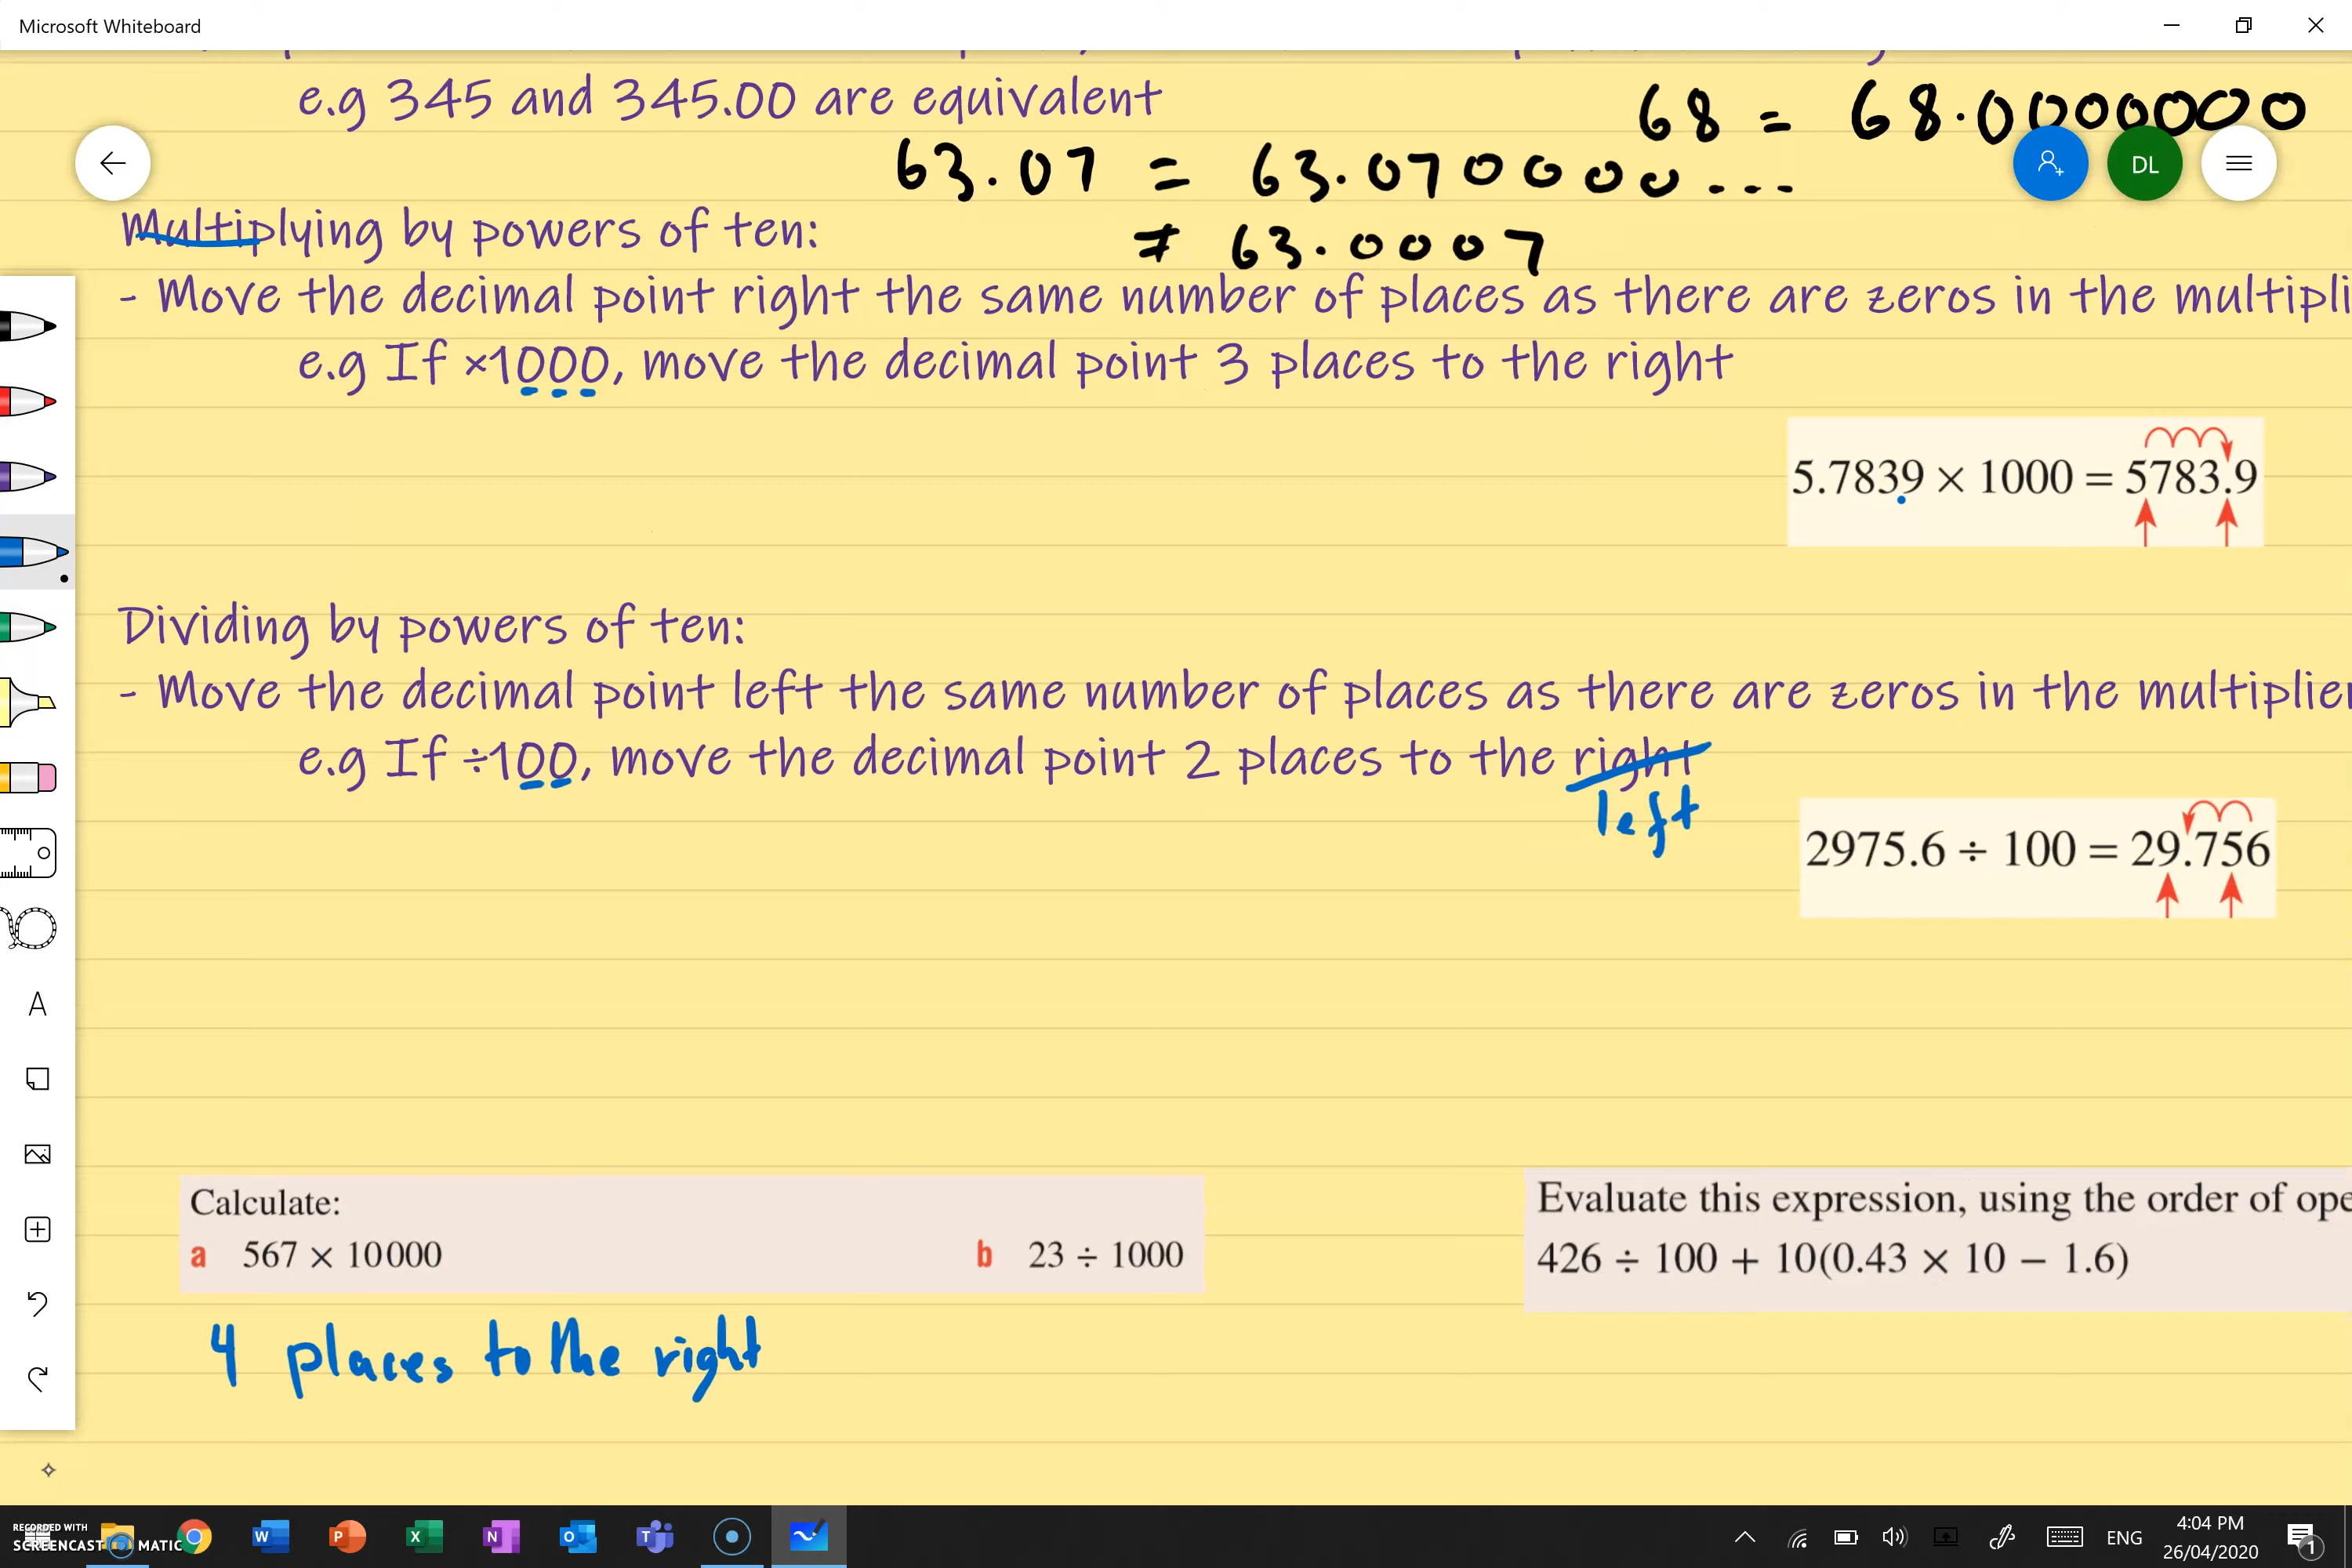 Microsoft Whiteboard
e.g 345 and 345.00 are equivalent
68 = 68.0000000
63.07 = 63.070000...
≠ 63.0007
DL
Multiplying by powers of ten:
- Move the decimal point right the same number of places as there are zeros in the multipli
e.g If ×1000, move the decimal point 3 places to the right
5.7839 × 1000 = 5783.9
Dividing by powers of ten:
- Move the decimal point left the same number of places as there are zeros in the multiplier
e.g If ÷100, move the decimal point 2 places to the right
left
2975.6 ÷ 100 = 29.756
A
Calculate:
a 567 × 10000 b 23 ÷ 1000
Evaluate this expression, using the order of ope
426 ÷ 100 + 10(0.43 × 10 − 1.6)
4 places to the right
RECORDED WITH
SCREENCAST MATIC
ENG
4:04 PM
26/04/2020
1